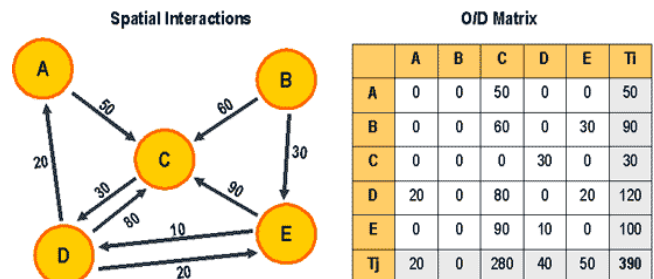 Spatial Interactions
O/D Matrix
A
B
C
D
E
50
60
30
20
30
80
90
10
20
A B C D E Ti
A 0 0 50 0 0 50
B 0 0 60 0 30 90
C 0 0 0 30 0 30
D 20 0 80 0 20 120
E 0 0 90 10 0 100
Tj 20 0 280 40 50 390